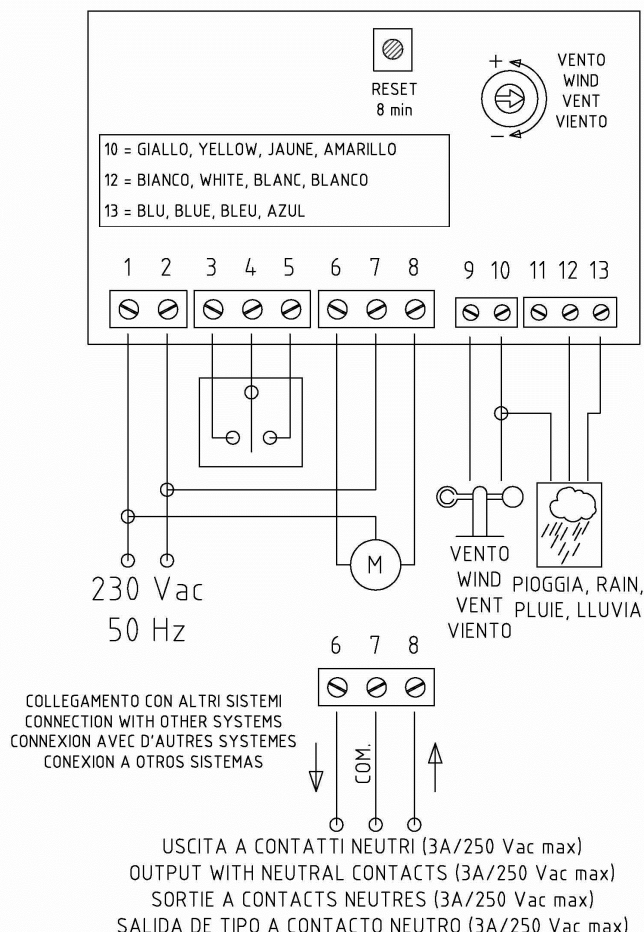 +
VENTO
WIND
VENT
VIENTO
−
RESET
8 min
10 = GIALLO, YELLOW, JAUNE, AMARILLO
12 = BIANCO, WHITE, BLANC, BLANCO
13 = BLU, BLUE, BLEU, AZUL
1 2 3 4 5 6 7 8 9 10 11 12 13
M
230 Vac
50 Hz
VENTO
WIND
VENT
VIENTO
PIOGGIA, RAIN,
PLUIE, LLUVIA
6 7 8
COLLEGAMENTO CON ALTRI SISTEMI
CONNECTION WITH OTHER SYSTEMS
CONNEXION AVEC D'AUTRES SYSTEMES
CONEXION A OTROS SISTEMAS
COM.
USCITA A CONTATTI NEUTRI (3A/250 Vac max)
OUTPUT WITH NEUTRAL CONTACTS (3A/250 Vac max)
SORTIE A CONTACTS NEUTRES (3A/250 Vac max)
SALIDA DE TIPO A CONTACTO NEUTRO (3A/250 Vac max)